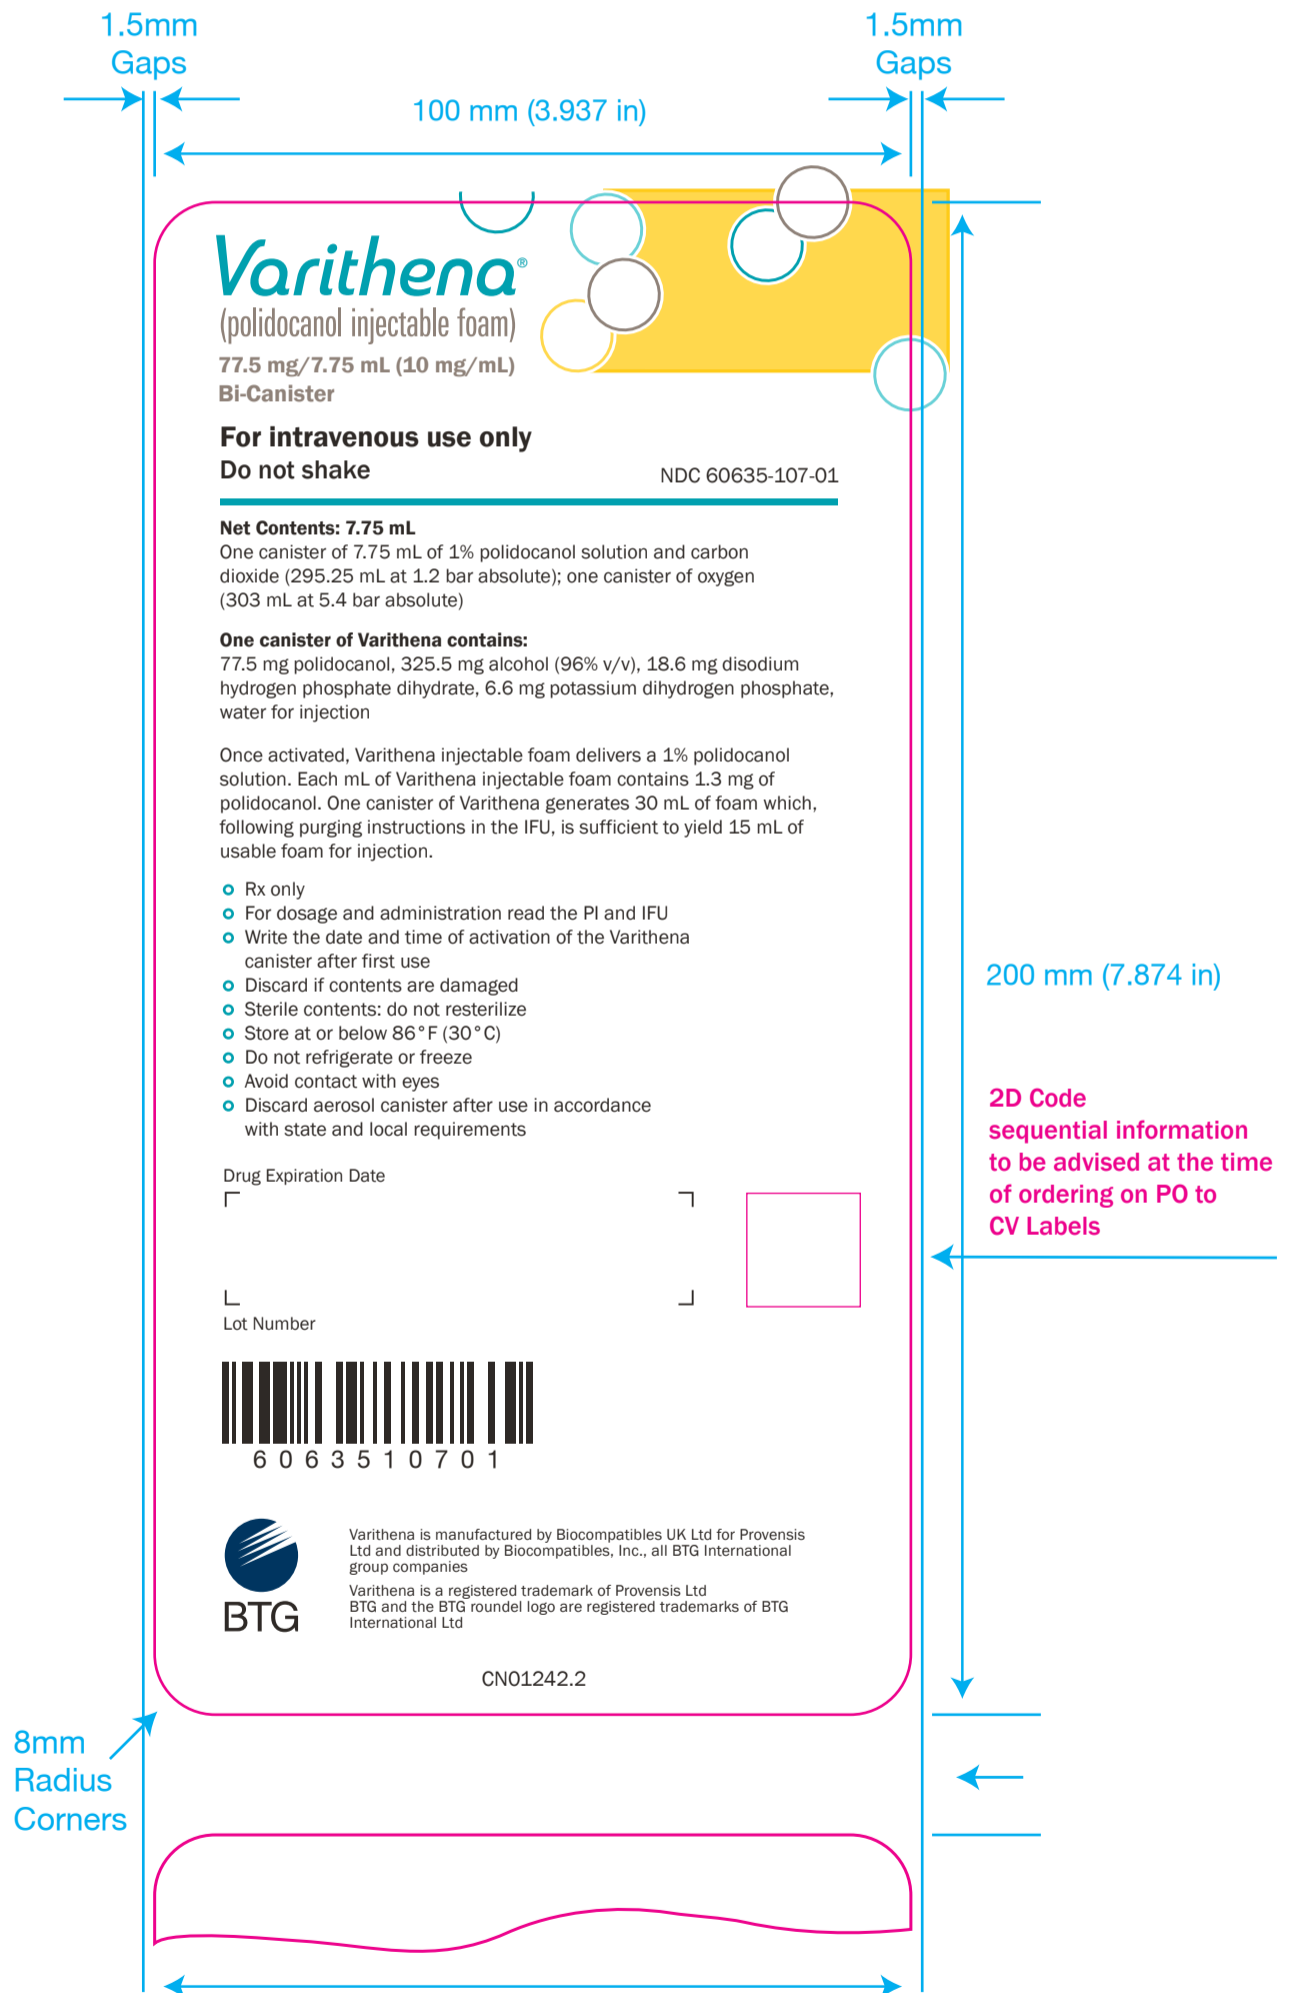 1.5mm
Gaps
1.5mm
Gaps
100 mm (3.937 in)
Varithena®
(polidocanol injectable foam)
77.5 mg/7.75 mL (10 mg/mL)
Bi-Canister
For intravenous use only
Do not shake
NDC 60635-107-01
Net Contents: 7.75 mL
One canister of 7.75 mL of 1% polidocanol solution and carbon
dioxide (295.25 mL at 1.2 bar absolute); one canister of oxygen
(303 mL at 5.4 bar absolute)
One canister of Varithena contains:
77.5 mg polidocanol, 325.5 mg alcohol (96% v/v), 18.6 mg disodium
hydrogen phosphate dihydrate, 6.6 mg potassium dihydrogen phosphate,
water for injection
Once activated, Varithena injectable foam delivers a 1% polidocanol
solution. Each mL of Varithena injectable foam contains 1.3 mg of
polidocanol. One canister of Varithena generates 30 mL of foam which,
following purging instructions in the IFU, is sufficient to yield 15 mL of
usable foam for injection.
Rx only
For dosage and administration read the PI and IFU
Write the date and time of activation of the Varithena
canister after first use
Discard if contents are damaged
Sterile contents: do not resterilize
Store at or below 86°F (30°C)
Do not refrigerate or freeze
Avoid contact with eyes
Discard aerosol canister after use in accordance
with state and local requirements
200 mm (7.874 in)
2D Code
sequential information
to be advised at the time
of ordering on PO to
CV Labels
Drug Expiration Date
Lot Number
6063510701
BTG
Varithena is manufactured by Biocompatibles UK Ltd for Provensis
Ltd and distributed by Biocompatibles, Inc., all BTG International
group companies
Varithena is a registered trademark of Provensis Ltd
BTG and the BTG roundel logo are registered trademarks of BTG
International Ltd
CN01242.2
8mm
Radius
Corners